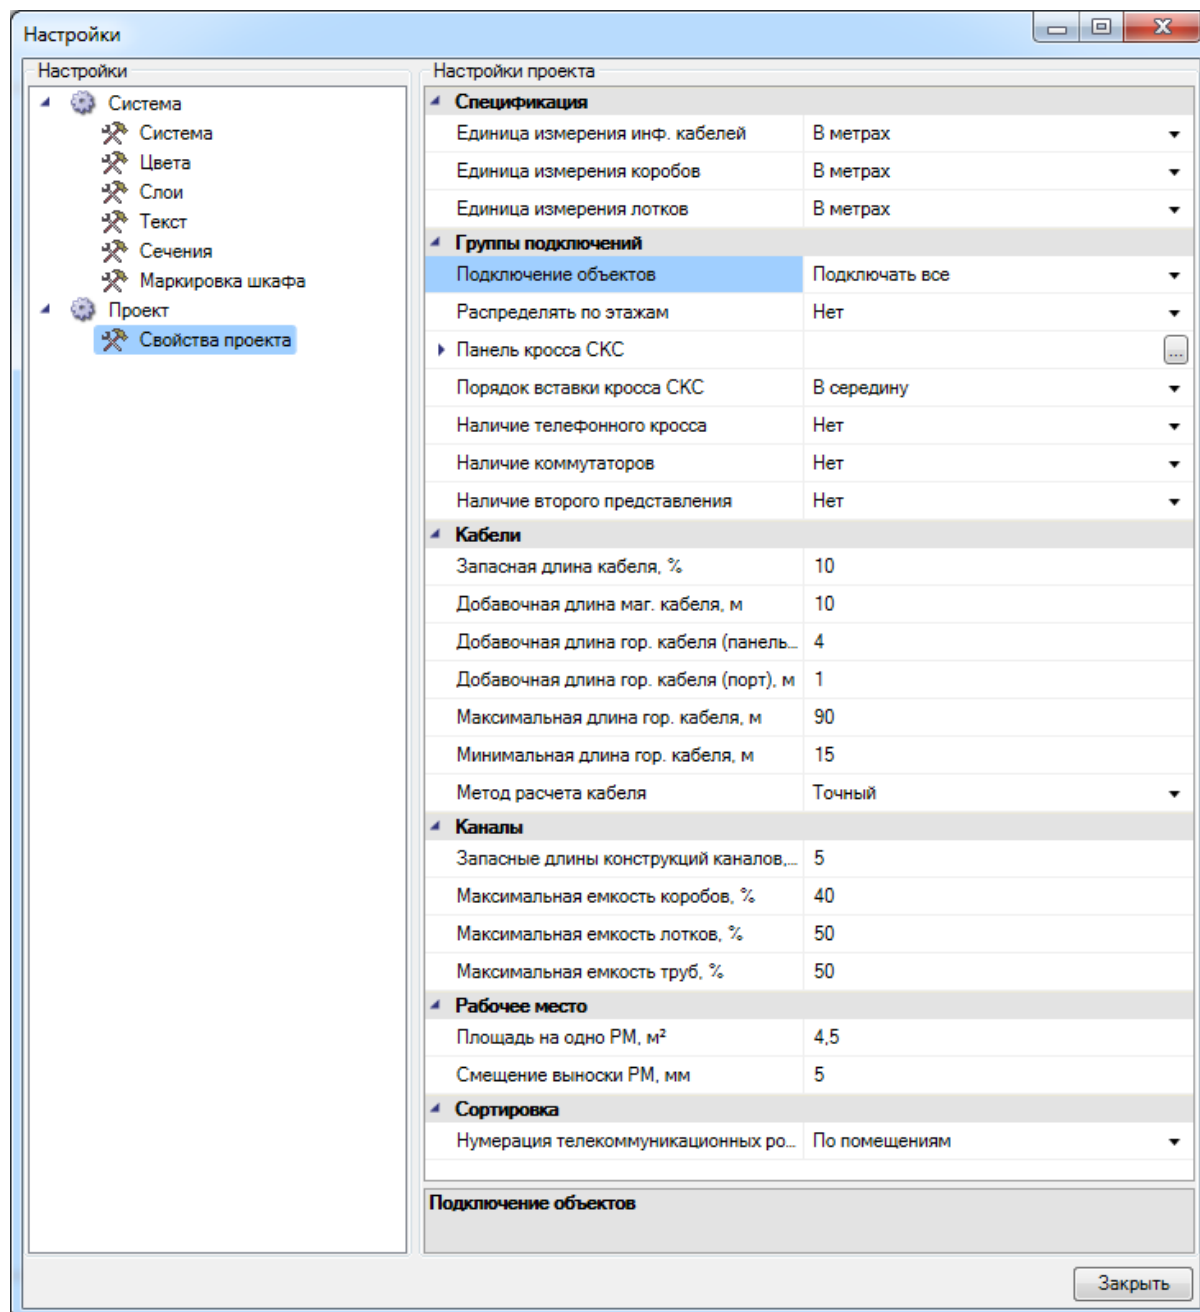 Настройки
Настройки
Система
Система
Цвета
Слои
Текст
Сечения
Маркировка шкафа
Проект
Свойства проекта
Настройки проекта
Спецификация
Единица измерения инф. кабелей В метрах
Единица измерения коробов В метрах
Единица измерения лотков В метрах
Группы подключений
Подключение объектов Подключать все
Распределять по этажам Нет
Панель кросса СКС ...
Порядок вставки кросса СКС В середину
Наличие телефонного кросса Нет
Наличие коммутаторов Нет
Наличие второго представления Нет
Кабели
Запасная длина кабеля, % 10
Добавочная длина маг. кабеля, м 10
Добавочная длина гор. кабеля (панель... 4
Добавочная длина гор. кабеля (порт), м 1
Максимальная длина гор. кабеля, м 90
Минимальная длина гор. кабеля, м 15
Метод расчета кабеля Точный
Каналы
Запасные длины конструкций каналов,... 5
Максимальная емкость коробов, % 40
Максимальная емкость лотков, % 50
Максимальная емкость труб, % 50
Рабочее место
Площадь на одно РМ, м² 4,5
Смещение выноски РМ, мм 5
Сортировка
Нумерация телекоммуникационных ро... По помещениям
Подключение объектов
Закрыть